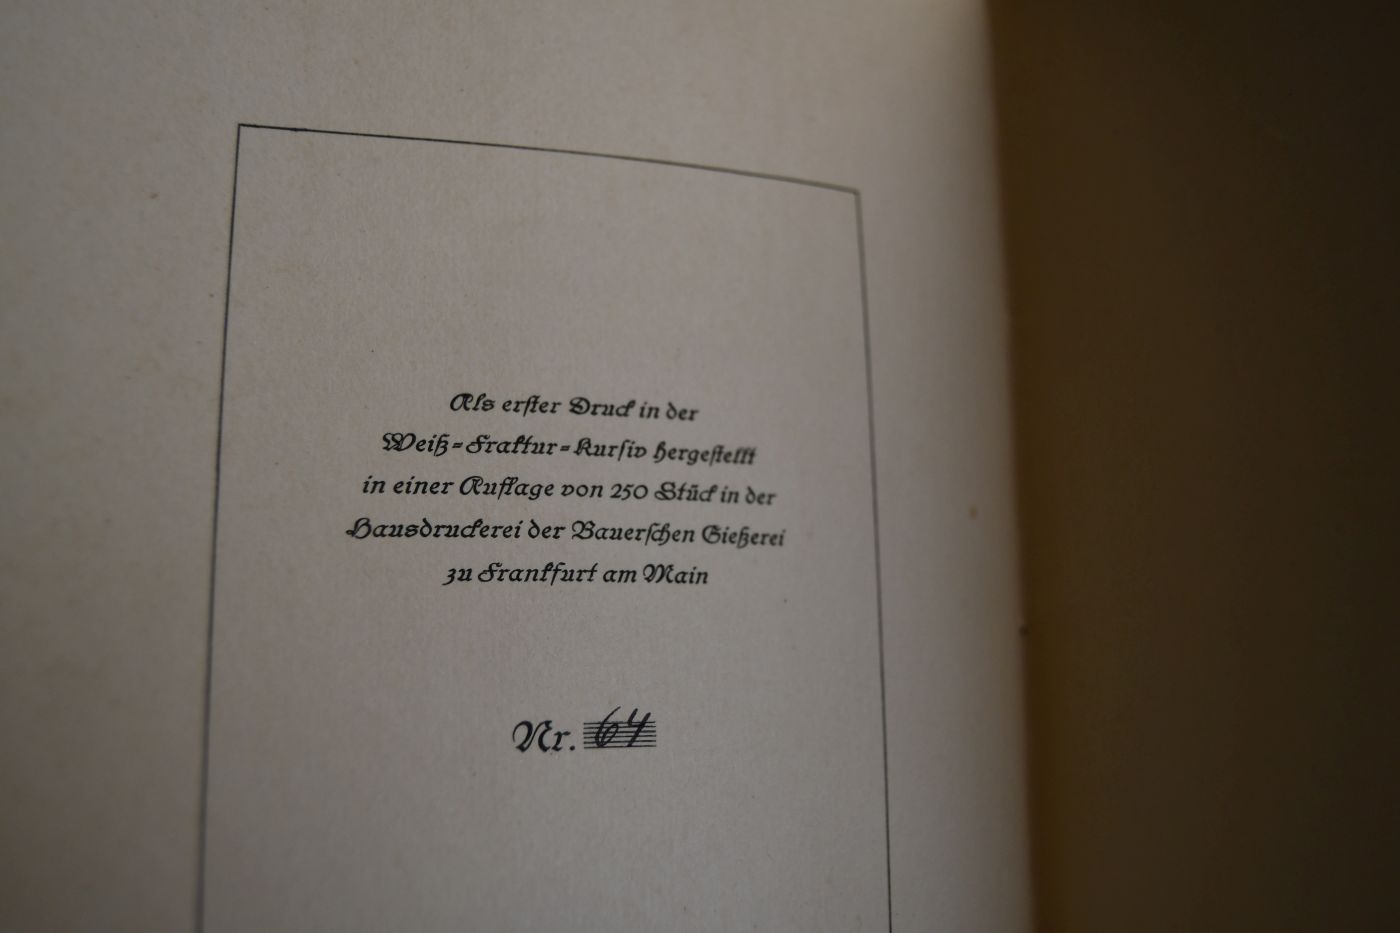 Als erſter Druck in der
Weiß-Fraktur-Kurſiv hergeſtellt
in einer Auflage von 250 Stück in der
Hausdruckerei der Bauerſchen Gießerei
zu Frankfurt am Main
Nr. 64